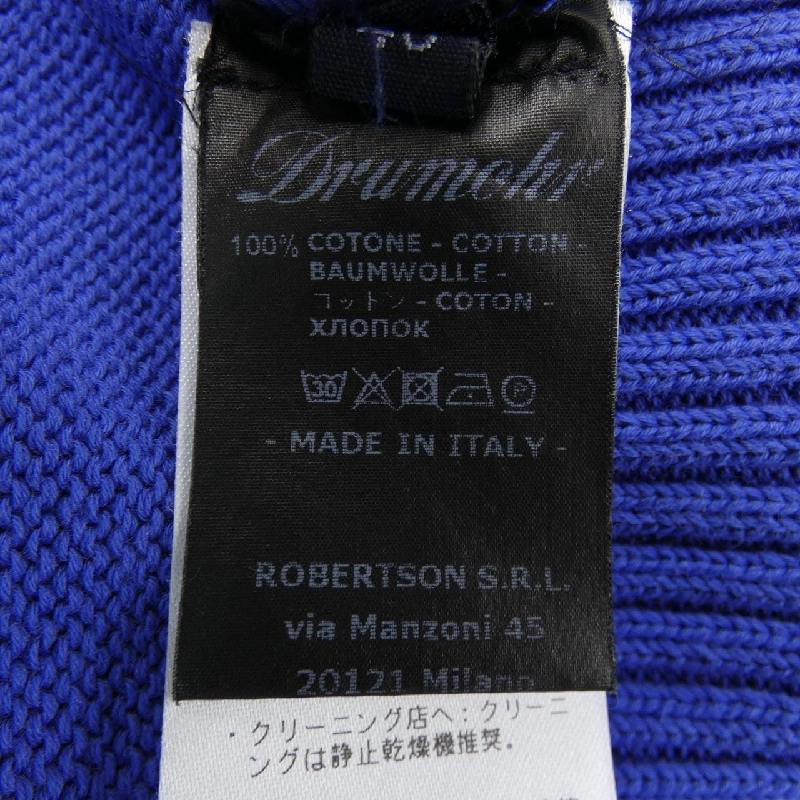 Drumohr
100% COTONE - COTTON -
BAUMWOLLE -
コットン - COTON -
ХЛОПОК
30
- MADE IN ITALY -
ROBERTSON S.R.L.
via Manzoni 45
20121 Milano
・クリーニング店へ:クリーニ
ングは静止乾燥機推奨。